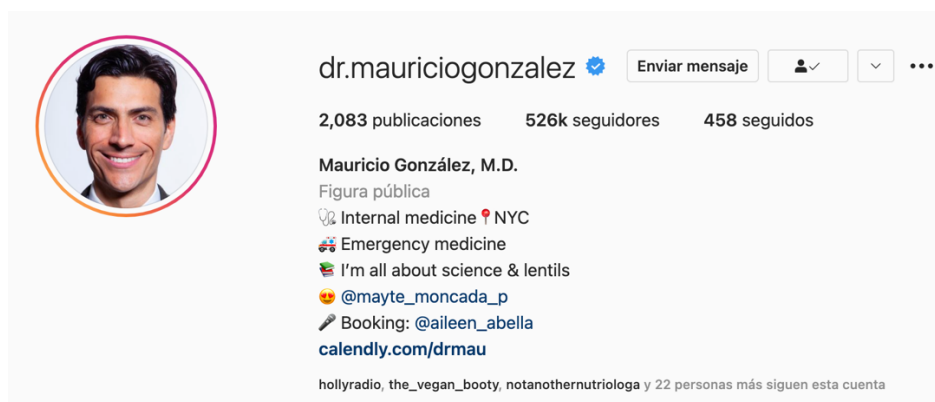 dr.mauriciogonzalez Enviar mensaje
2,083 publicaciones 526k seguidores 458 seguidos
Mauricio González, M.D.
Figura pública
🩺 Internal medicine📍NYC
🚑 Emergency medicine
📚 I’m all about science & lentils
😍 @mayte_moncada_p
🎤 Booking: @aileen_abella
calendly.com/drmau
hollyradio, the_vegan_booty, notanothernutriologa y 22 personas más siguen esta cuenta